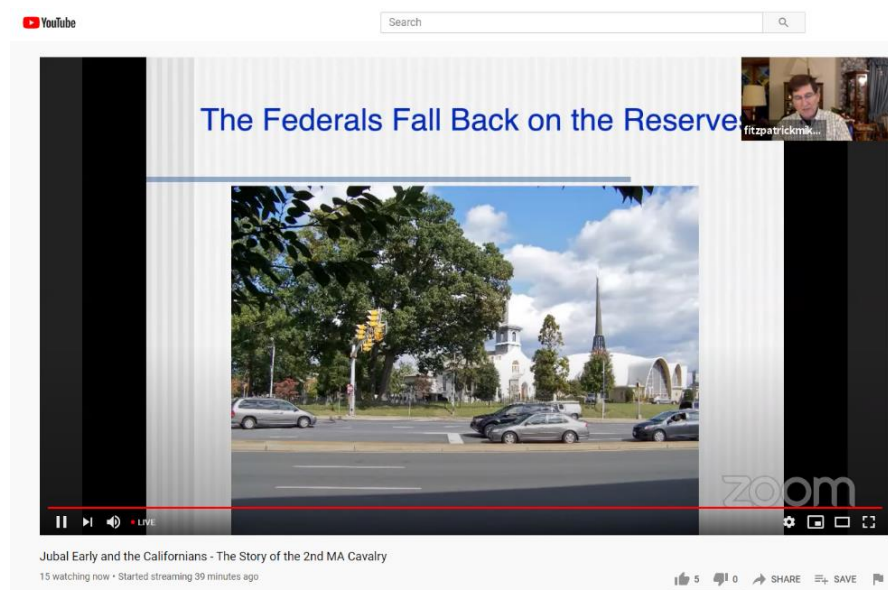 YouTube
Search
The Federals Fall Back on the Reserves
fitzpatrickmik...
zoom
LIVE
Jubal Early and the Californians - The Story of the 2nd MA Cavalry
15 watching now • Started streaming 39 minutes ago
5 0 SHARE SAVE